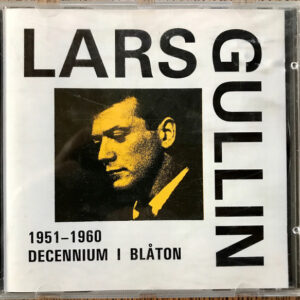 LARS
GULLIN
1951–1960
DECENNIUM I BLÅTON